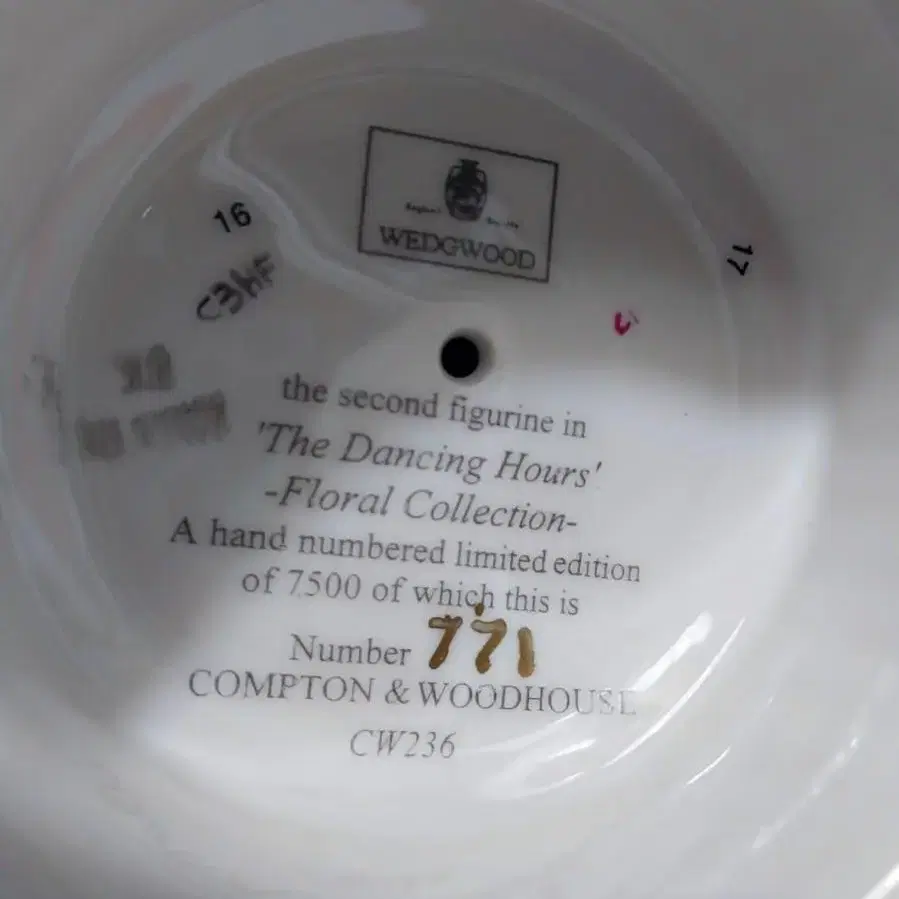 WEDGWOOD
16
17
C3HF
the second figurine in
'The Dancing Hours'
-Floral Collection-
A hand numbered limited edition
of 7500 of which this is
Number 771
COMPTON & WOODHOUSE
CW236